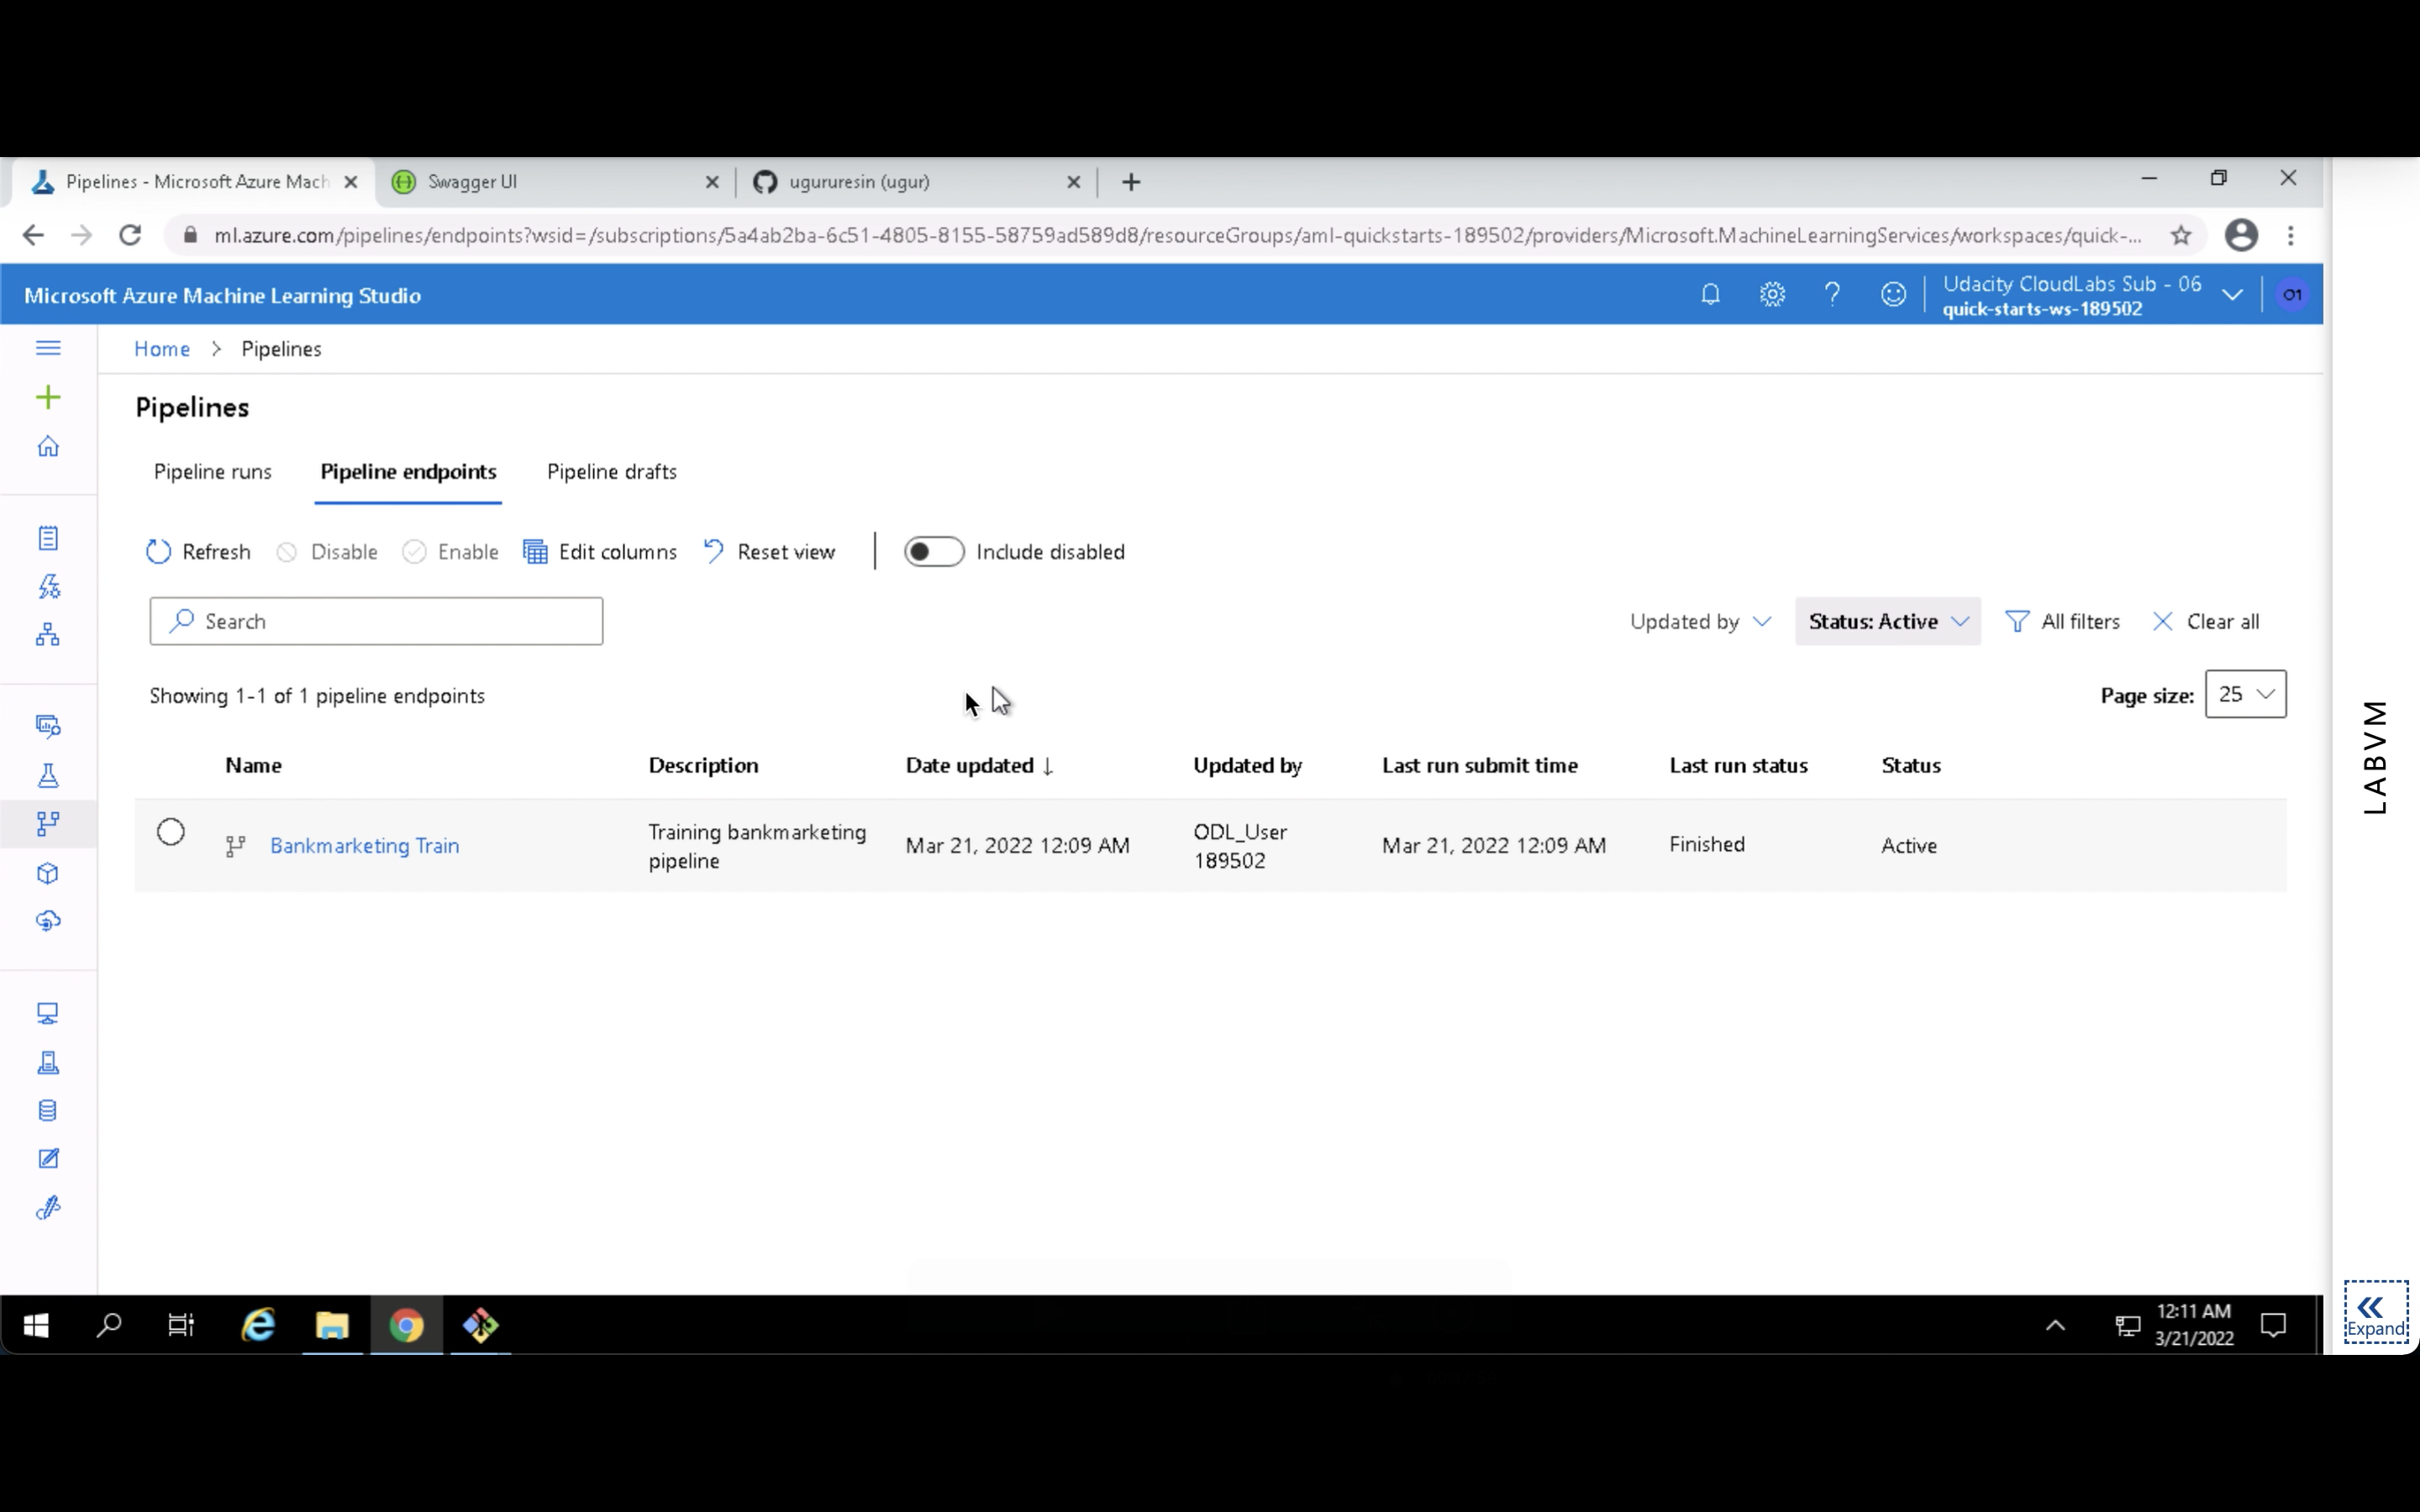 Pipelines - Microsoft Azure Mach
Swagger UI
ugururesin (ugur)
ml.azure.com/pipelines/endpoints?wsid=/subscriptions/5a4ab2ba-6c51-4805-8155-58759ad589d8/resourceGroups/aml-quickstarts-189502/providers/Microsoft.MachineLearningServices/workspaces/quick-...
Microsoft Azure Machine Learning Studio
Udacity CloudLabs Sub - 06
quick-starts-ws-189502
O1
Home > Pipelines
Pipelines
Pipeline runs Pipeline endpoints Pipeline drafts
Refresh Disable Enable Edit columns Reset view Include disabled
Search
Updated by Status: Active All filters Clear all
Showing 1-1 of 1 pipeline endpoints
Page size: 25
Name Description Date updated ↓ Updated by Last run submit time Last run status Status
Bankmarketing Train
Training bankmarketing
pipeline
Mar 21, 2022 12:09 AM
ODL_User
189502
Mar 21, 2022 12:09 AM
Finished
Active
LABVM
Expand
12:11 AM
3/21/2022